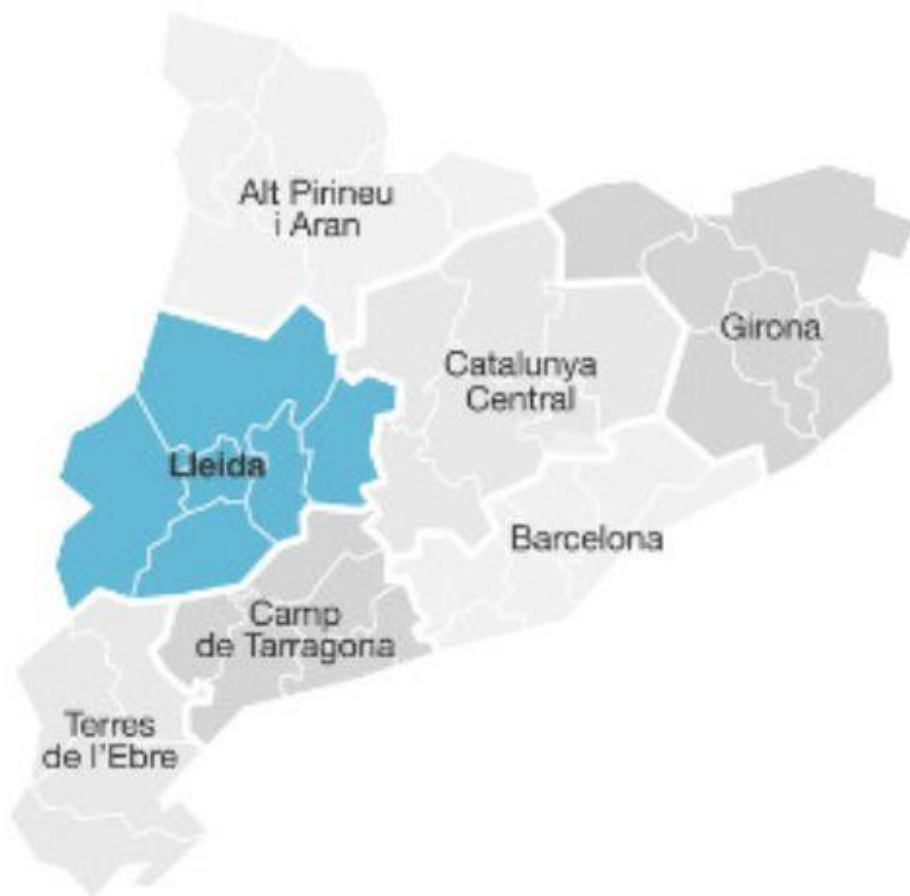 Alt Pirineu
i Aran
Girona
Catalunya
Central
Lleida
Barcelona
Camp
de Tarragona
Terres
de l'Ebre